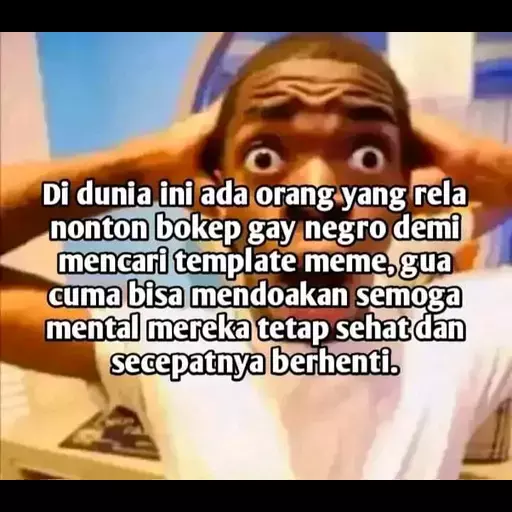 Di dunia ini ada orang yang rela
nonton bokep gay negro demi
mencari template meme, gua
cuma bisa mendoakan semoga
mental mereka tetap sehat dan
secepatnya berhenti.